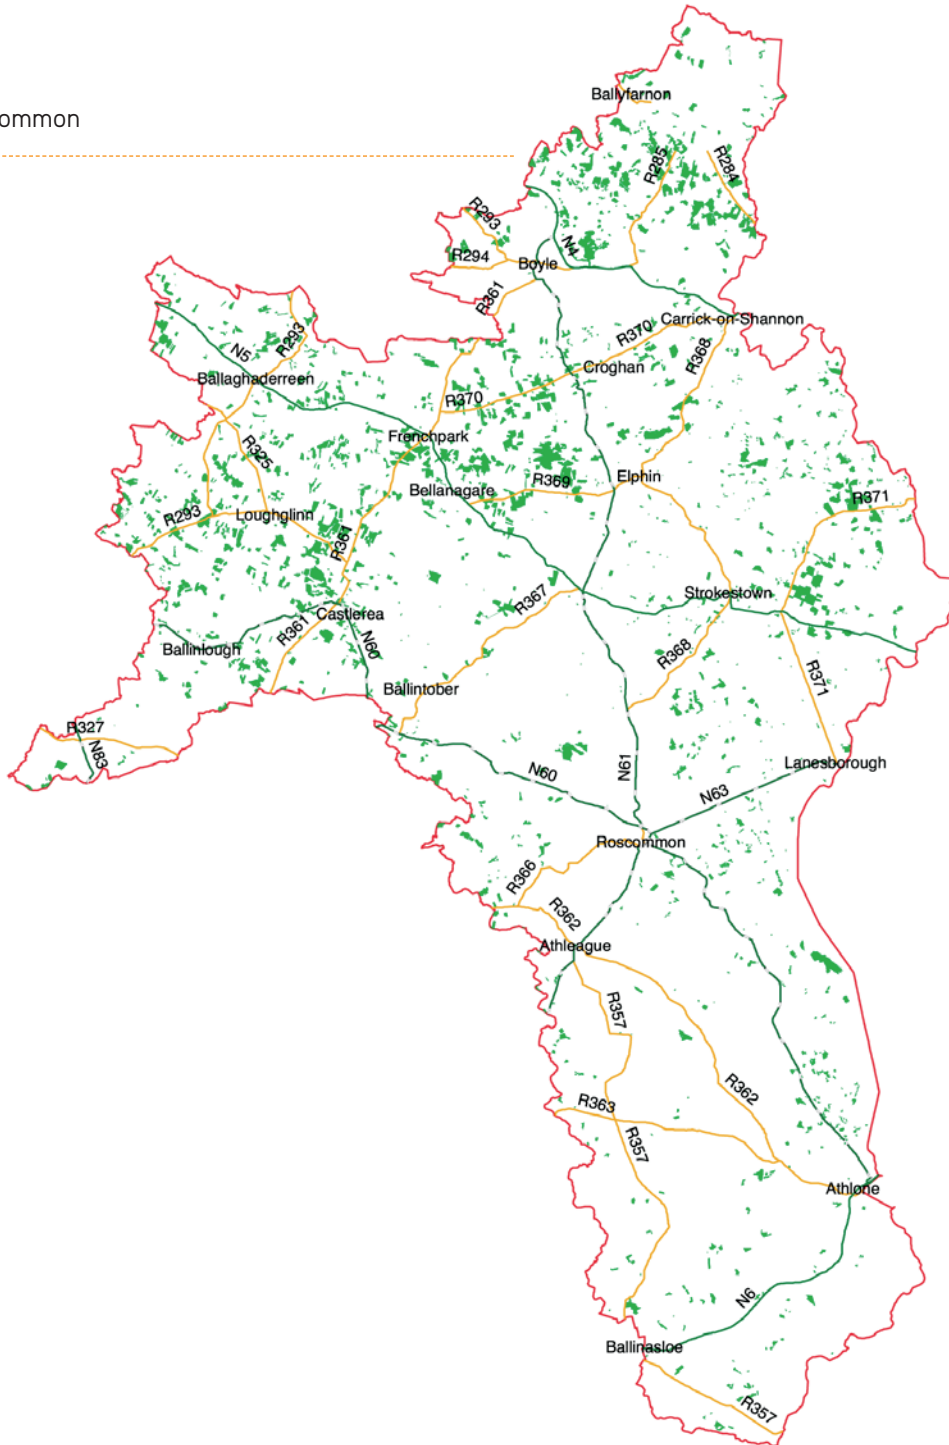 ommon
Ballyfarnon
R285
R284
R293
N4
R294
Boyle
R361
Carrick-on-Shannon
R370
R368
N5
R293
Croghan
Ballaghaderreen
R370
Frenchpark
R325
Elphin
R369
Bellanagare
R371
R293
Loughglinn
R361
Strokestown
R367
Castlerea
R361
N60
Ballinlough
R368
R371
Ballintober
R327
N83
N61
Lanesborough
N60
N63
Roscommon
R366
R362
Athleague
R357
R362
R363
R357
Athlone
N6
Ballinasloe
R357